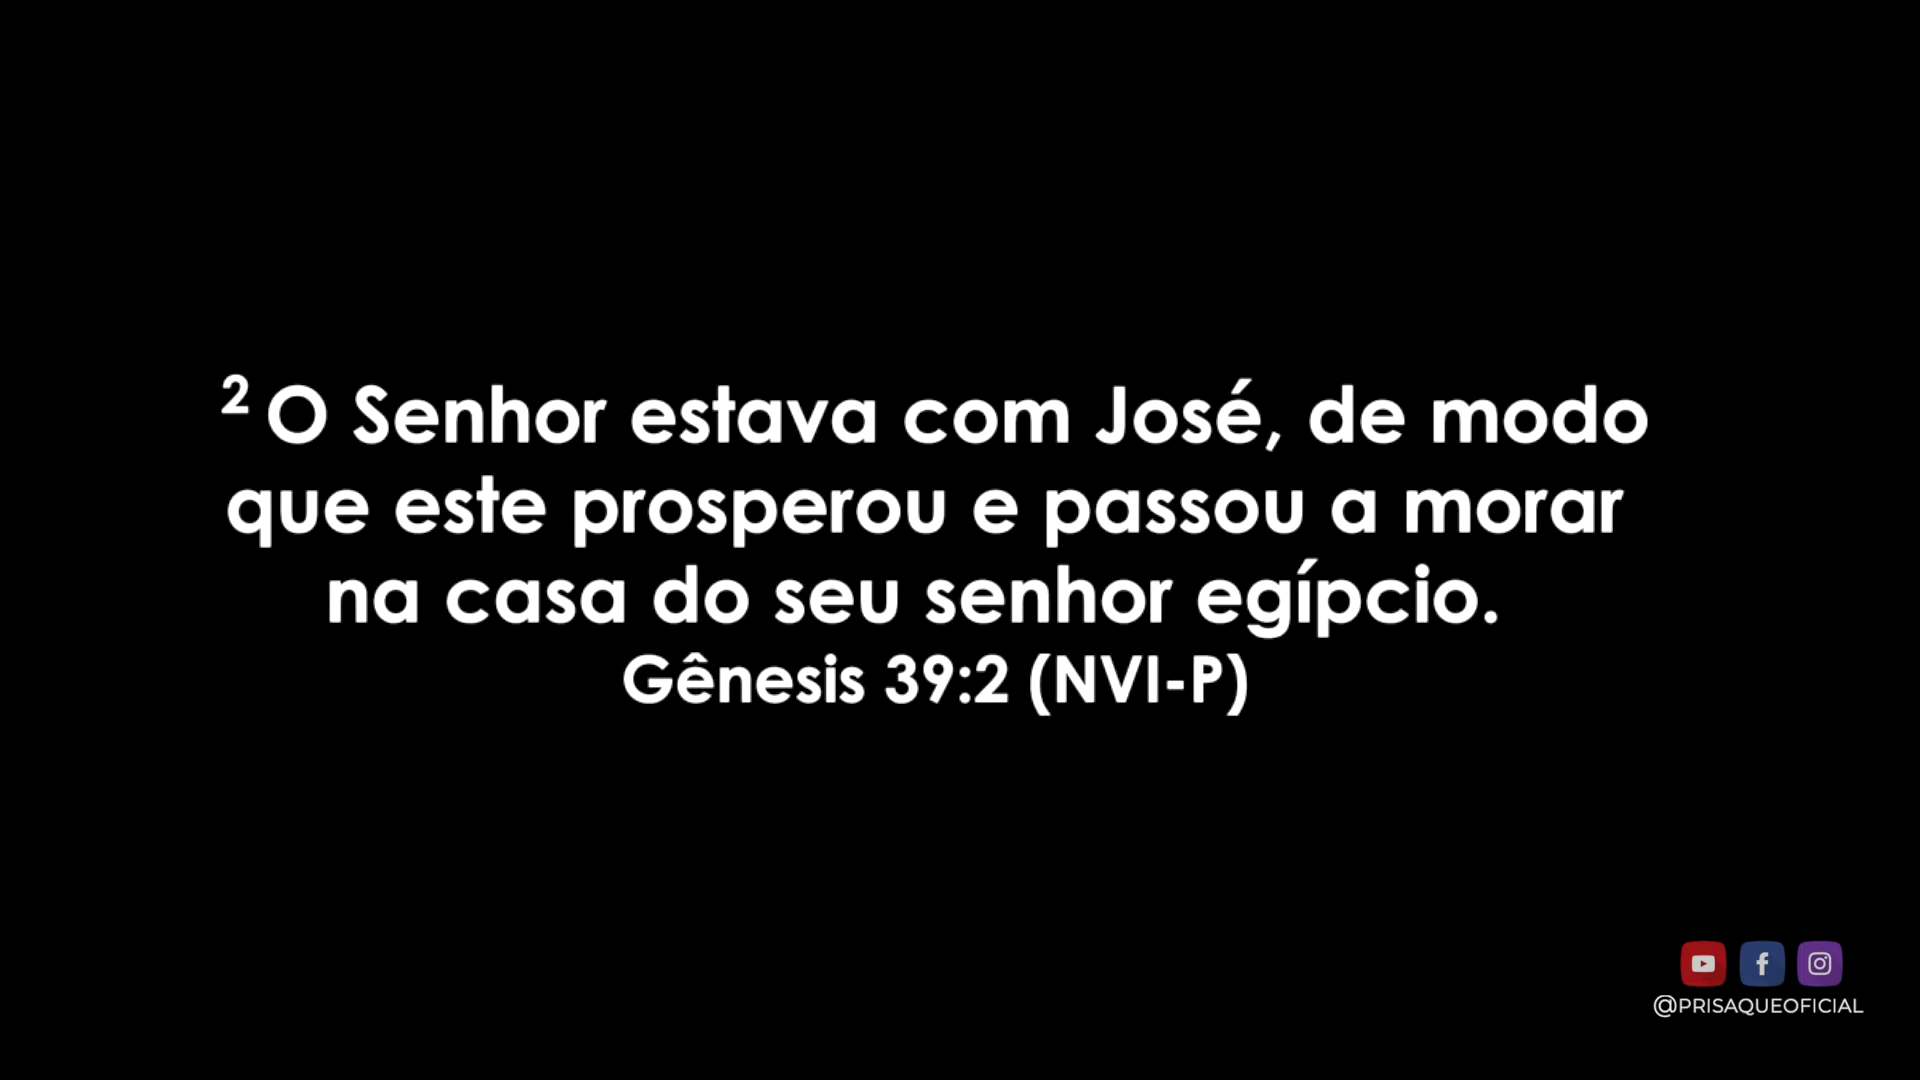 ² O Senhor estava com José, de modo
que este prosperou e passou a morar
na casa do seu senhor egípcio.
Gênesis 39:2 (NVI-P)
@PRISAQUEOFICIAL